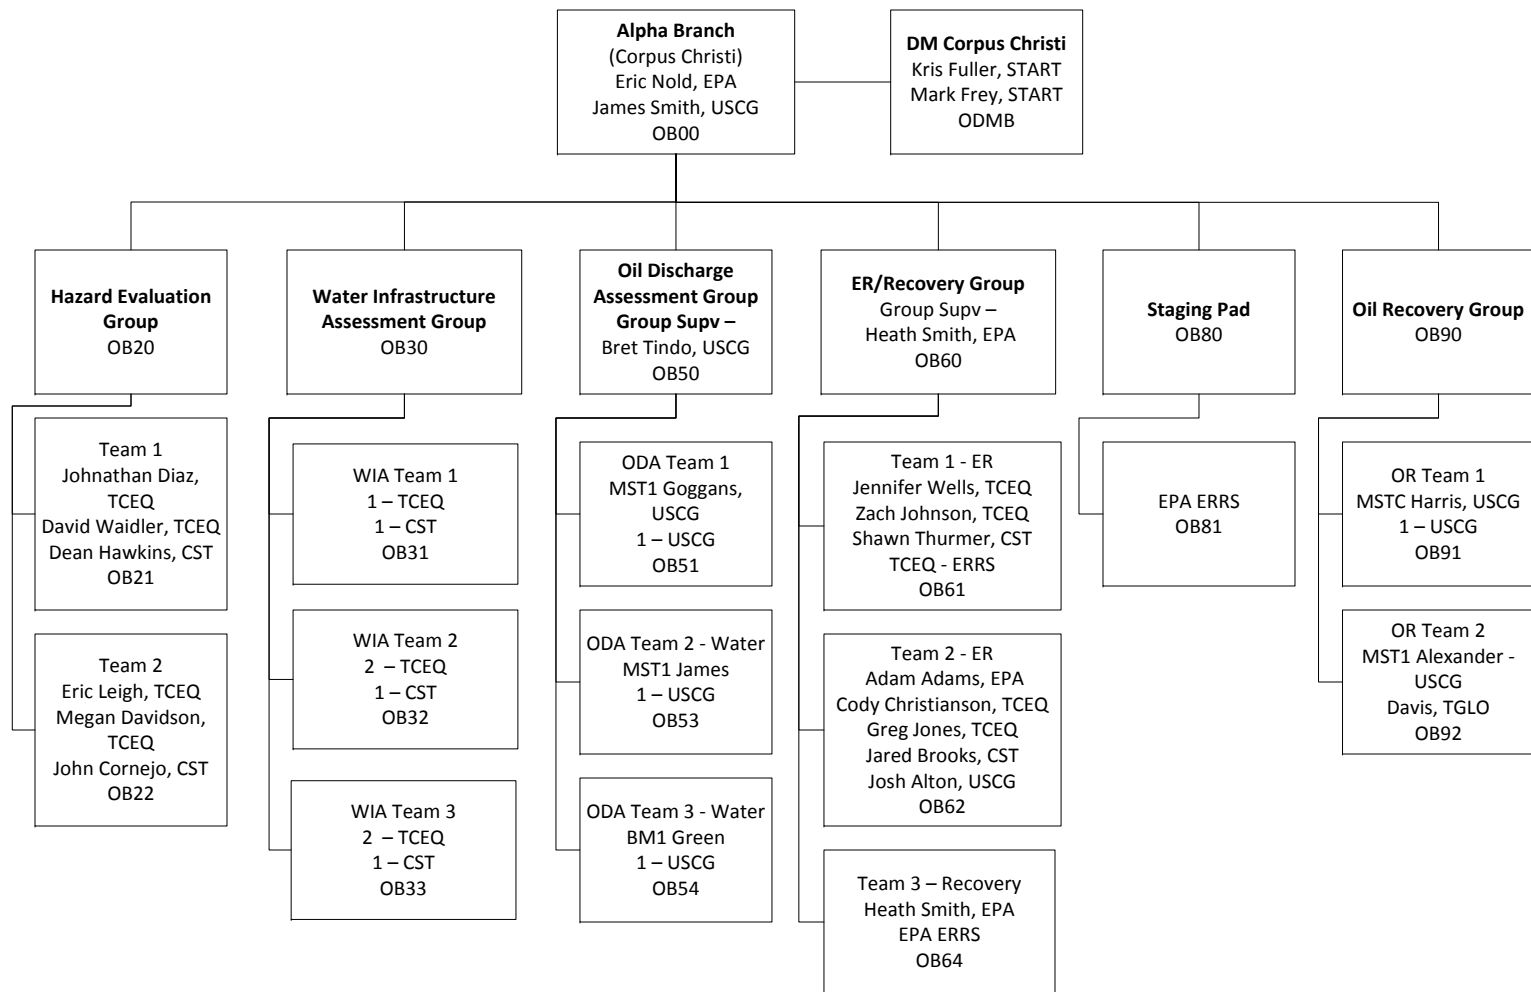 Alpha Branch
(Corpus Christi)
Eric Nold, EPA
James Smith, USCG
OB00
DM Corpus Christi
Kris Fuller, START
Mark Frey, START
ODMB
Hazard Evaluation
Group
OB20
Water Infrastructure
Assessment Group
OB30
Oil Discharge
Assessment Group
Group Supv –
Bret Tindo, USCG
OB50
ER/Recovery Group
Group Supv –
Heath Smith, EPA
OB60
Staging Pad
OB80
Oil Recovery Group
OB90
Team 1
Johnathan Diaz,
TCEQ
David Waidler, TCEQ
Dean Hawkins, CST
OB21
Team 2
Eric Leigh, TCEQ
Megan Davidson,
TCEQ
John Cornejo, CST
OB22
WIA Team 1
1 – TCEQ
1 – CST
OB31
WIA Team 2
2 – TCEQ
1 – CST
OB32
WIA Team 3
2 – TCEQ
1 – CST
OB33
ODA Team 1
MST1 Goggans,
USCG
1 – USCG
OB51
ODA Team 2 - Water
MST1 James
1 – USCG
OB53
ODA Team 3 - Water
BM1 Green
1 – USCG
OB54
Team 1 - ER
Jennifer Wells, TCEQ
Zach Johnson, TCEQ
Shawn Thurmer, CST
TCEQ - ERRS
OB61
Team 2 - ER
Adam Adams, EPA
Cody Christianson, TCEQ
Greg Jones, TCEQ
Jared Brooks, CST
Josh Alton, USCG
OB62
Team 3 – Recovery
Heath Smith, EPA
EPA ERRS
OB64
EPA ERRS
OB81
OR Team 1
MSTC Harris, USCG
1 – USCG
OB91
OR Team 2
MST1 Alexander -
USCG
Davis, TGLO
OB92